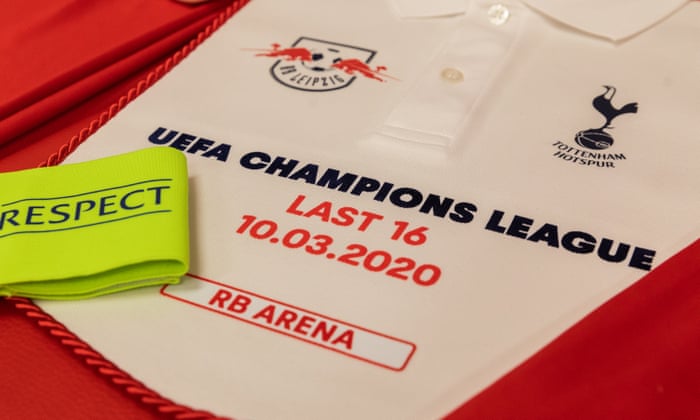 RB LEIPZIG
TOTTENHAM
HOTSPUR
UEFA CHAMPIONS LEAGUE
LAST 16
10.03.2020
RB ARENA
RESPECT